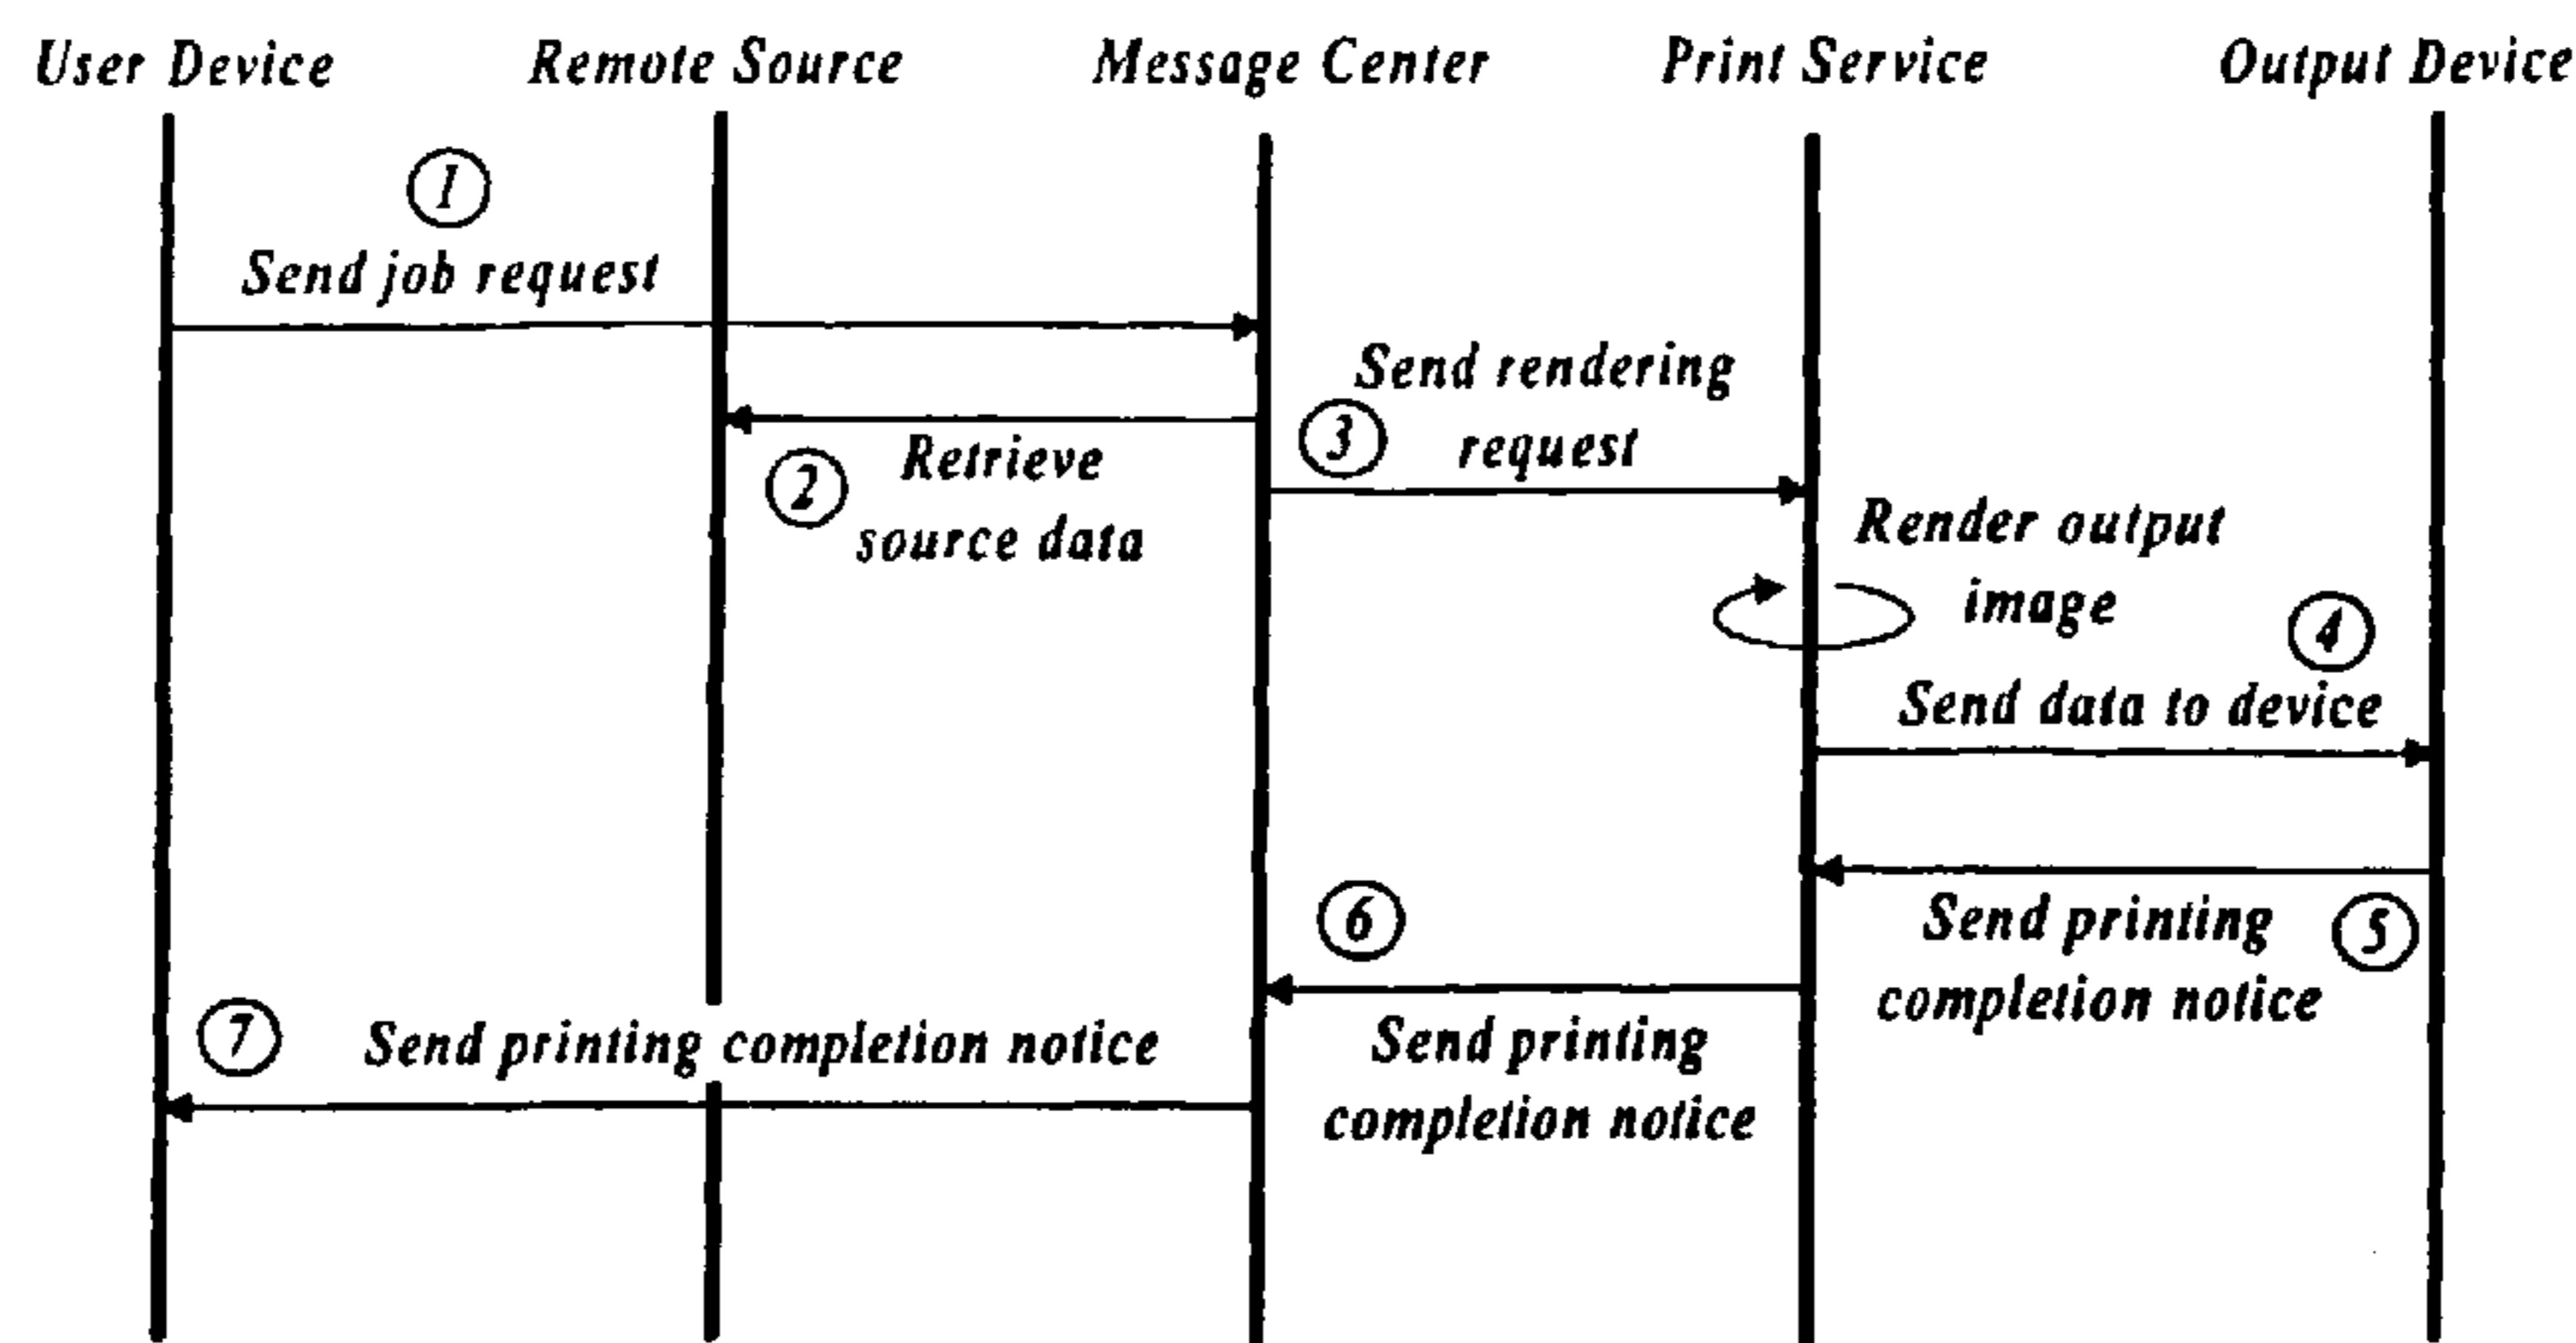 User Device
Remote Source
Message Center
Print Service
Output Device
1
Send job request
Send rendering
3
request
2
Retrieve
source data
Render output
image
4
Send data to device
Send printing
5
completion notice
6
Send printing
completion notice
7
Send printing completion notice